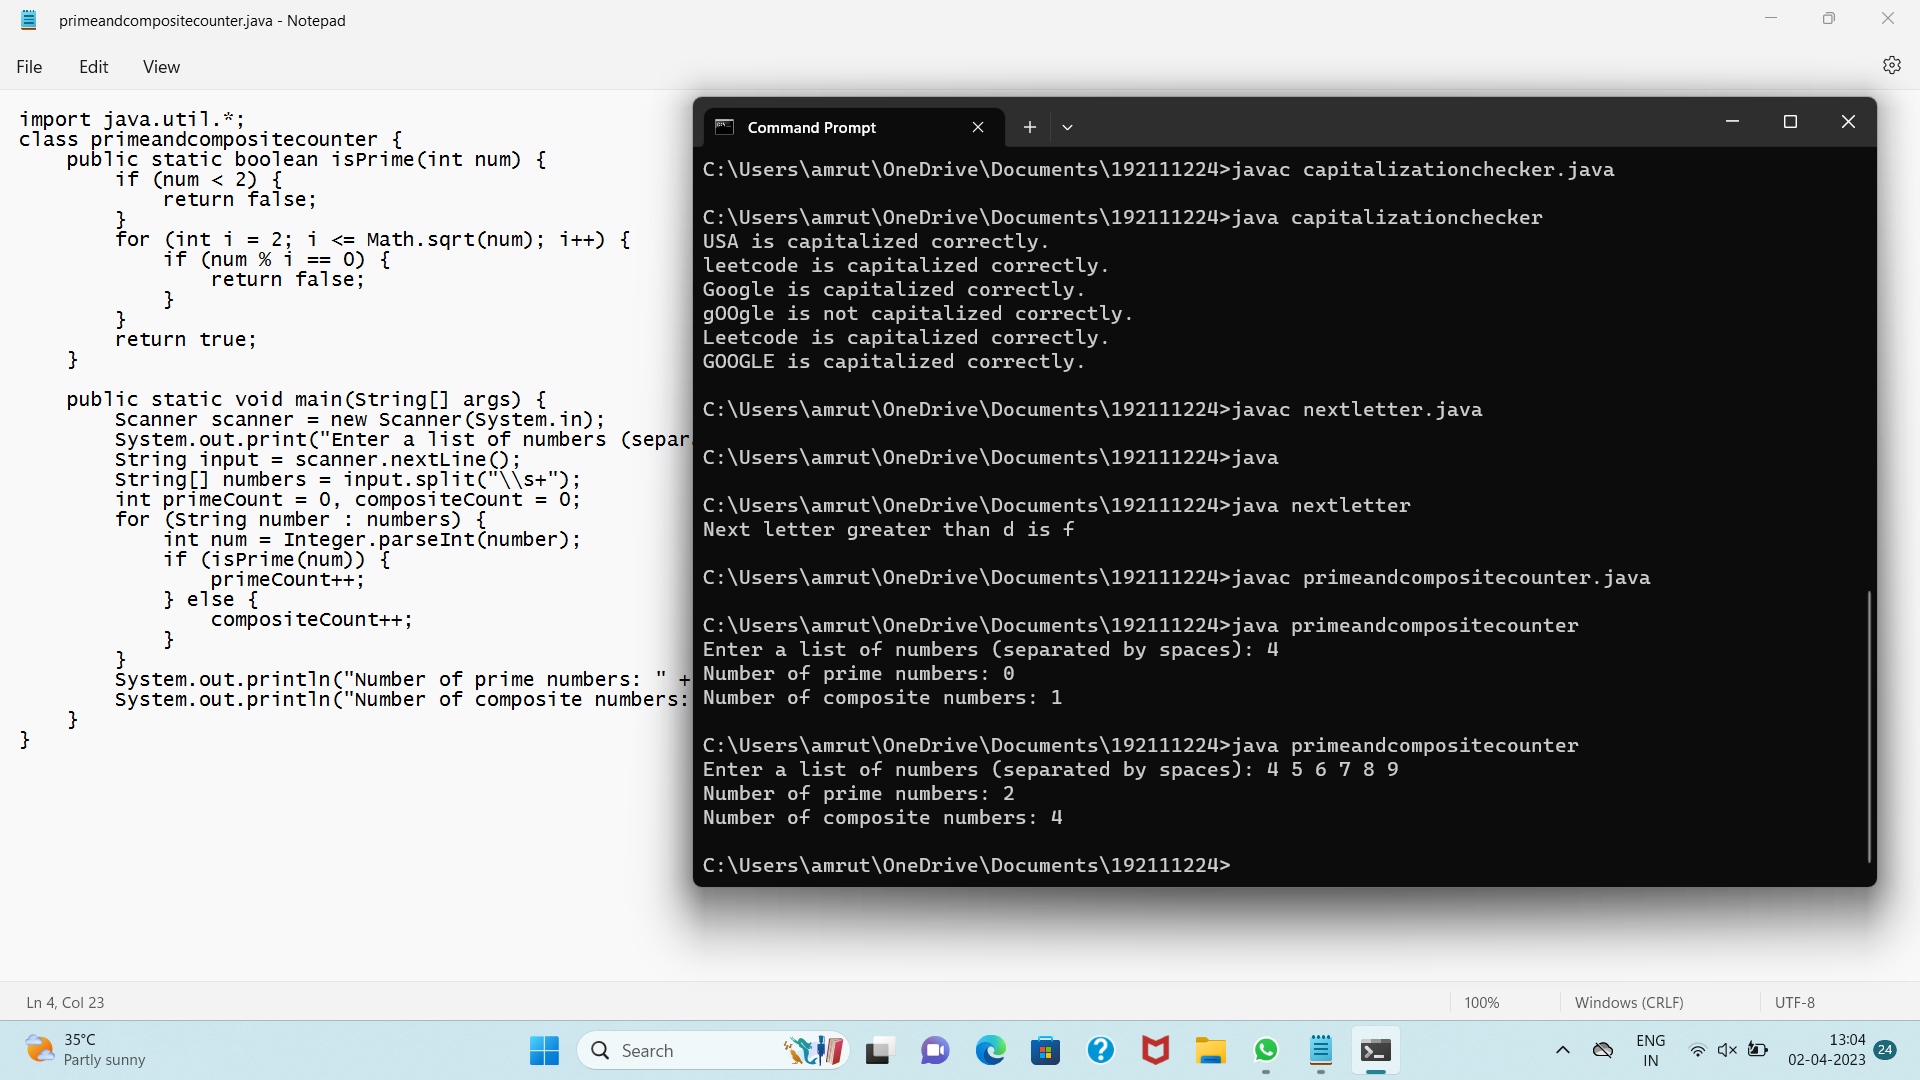 primeandcompositecounter.java - Notepad
File Edit View
import java.util.*;
class primeandcompositecounter {
    public static boolean isPrime(int num) {
        if (num < 2) {
            return false;
        }
        for (int i = 2; i <= Math.sqrt(num); i++) {
            if (num % i == 0) {
                return false;
            }
        }
        return true;
    }

    public static void main(String[] args) {
        Scanner scanner = new Scanner(System.in);
        System.out.print("Enter a list of numbers (separ
        String input = scanner.nextLine();
        String[] numbers = input.split("\\s+");
        int primeCount = 0, compositeCount = 0;
        for (String number : numbers) {
            int num = Integer.parseInt(number);
            if (isPrime(num)) {
                primeCount++;
            } else {
                compositeCount++;
            }
        }
        System.out.println("Number of prime numbers: " +
        System.out.println("Number of composite numbers:
    }
}
Command Prompt
C:\Users\amrut\OneDrive\Documents\192111224>javac capitalizationchecker.java

C:\Users\amrut\OneDrive\Documents\192111224>java capitalizationchecker
USA is capitalized correctly.
leetcode is capitalized correctly.
Google is capitalized correctly.
gOOgle is not capitalized correctly.
Leetcode is capitalized correctly.
GOOGLE is capitalized correctly.

C:\Users\amrut\OneDrive\Documents\192111224>javac nextletter.java

C:\Users\amrut\OneDrive\Documents\192111224>java

C:\Users\amrut\OneDrive\Documents\192111224>java nextletter
Next letter greater than d is f

C:\Users\amrut\OneDrive\Documents\192111224>javac primeandcompositecounter.java

C:\Users\amrut\OneDrive\Documents\192111224>java primeandcompositecounter
Enter a list of numbers (separated by spaces): 4
Number of prime numbers: 0
Number of composite numbers: 1

C:\Users\amrut\OneDrive\Documents\192111224>java primeandcompositecounter
Enter a list of numbers (separated by spaces): 4 5 6 7 8 9
Number of prime numbers: 2
Number of composite numbers: 4

C:\Users\amrut\OneDrive\Documents\192111224>
Ln 4, Col 23
100%
Windows (CRLF)
UTF-8
35°C
Partly sunny
Search
ENG
IN
13:04
02-04-2023
24